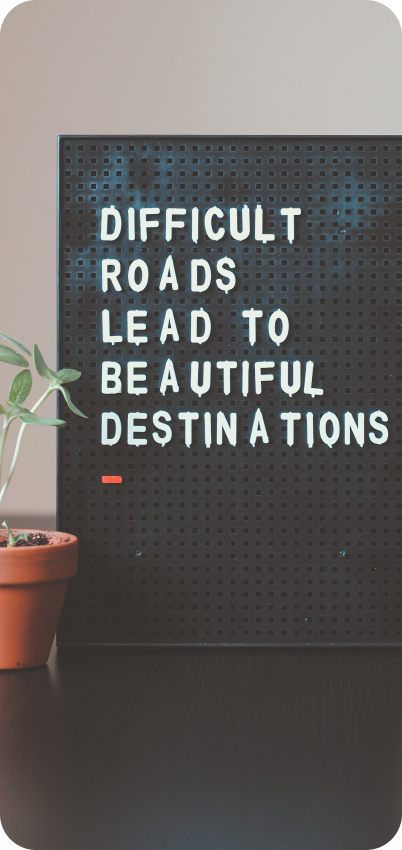 DIFFICULT
ROADS
LEAD TO
BEAUTIFUL
DESTINATIONS